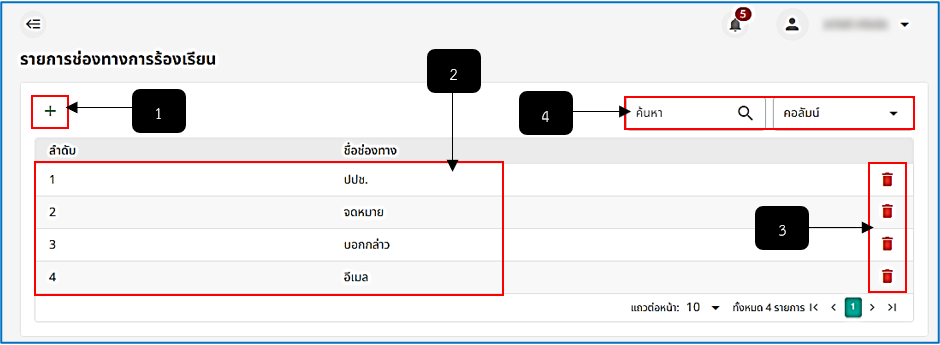 5
รายการช่องทางการร้องเรียน
2
+ 1
4 ค้นหา คอลัมน์
ลำดับ ชื่อช่องทาง
1 ปปช.
2 จดหมาย
3 บอกกล่าว
3
4 อีเมล
แถวต่อหน้า: 10 ทั้งหมด 4 รายการ 1